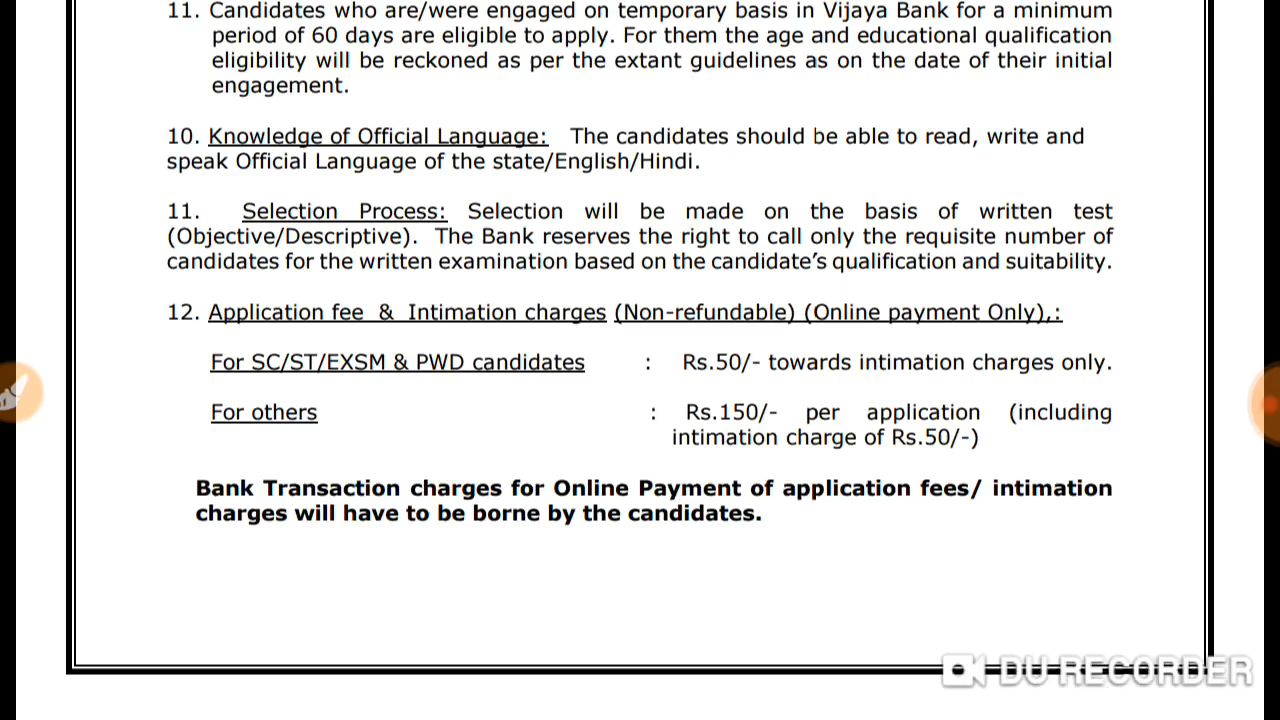 11. Candidates who are/were engaged on temporary basis in Vijaya Bank for a minimum
period of 60 days are eligible to apply. For them the age and educational qualification
eligibility will be reckoned as per the extant guidelines as on the date of their initial
engagement.
10. Knowledge of Official Language: The candidates should be able to read, write and
speak Official Language of the state/English/Hindi.
11. Selection Process: Selection will be made on the basis of written test
(Objective/Descriptive). The Bank reserves the right to call only the requisite number of
candidates for the written examination based on the candidate’s qualification and suitability.
12. Application fee & Intimation charges (Non-refundable) (Online payment Only),:
For SC/ST/EXSM & PWD candidates : Rs.50/- towards intimation charges only.
For others : Rs.150/- per application (including
intimation charge of Rs.50/-)
Bank Transaction charges for Online Payment of application fees/ intimation
charges will have to be borne by the candidates.
DU RECORDER